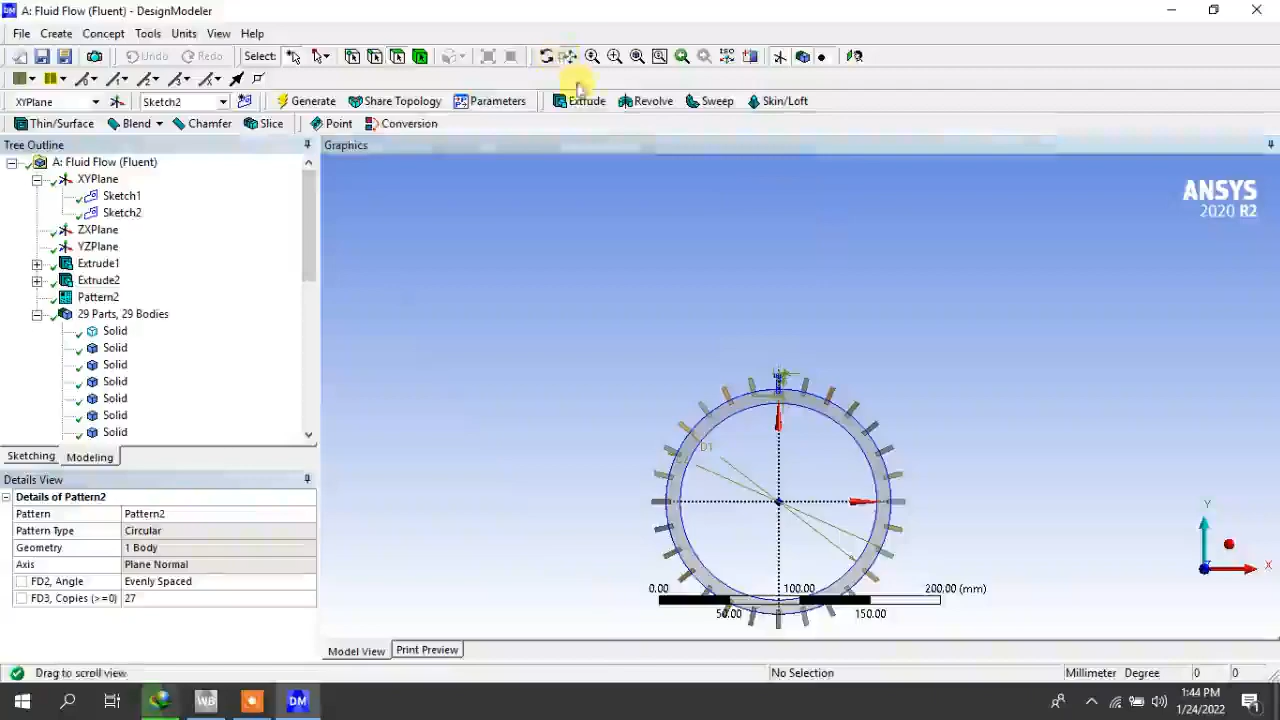 A: Fluid Flow (Fluent) - DesignModeler
File Create Concept Tools Units View Help
Undo Redo Select: ISO
XYPlane Sketch2 Generate Share Topology Parameters Extrude Revolve Sweep Skin/Loft
Thin/Surface Blend Chamfer Slice Point Conversion
Tree Outline
Graphics
A: Fluid Flow (Fluent)
XYPlane
Sketch1
Sketch2
ZXPlane
YZPlane
Extrude1
Extrude2
Pattern2
29 Parts, 29 Bodies
Solid
Solid
Solid
Solid
Solid
Solid
Solid
Sketching Modeling
Details View
Details of Pattern2
Pattern Pattern2
Pattern Type Circular
Geometry 1 Body
Axis Plane Normal
FD2, Angle Evenly Spaced
FD3, Copies (>=0) 27
ANSYS
2020 R2
D1
0.00 100.00 200.00 (mm)
50.00 150.00
Y
X
Model View Print Preview
Drag to scroll view. No Selection Millimeter Degree 0 0
WB DM
1:44 PM
1/24/2022